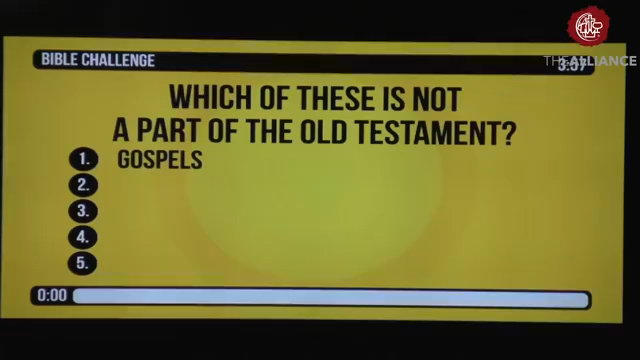 THE ALLIANCE
BIBLE CHALLENGE
3:57
WHICH OF THESE IS NOT
A PART OF THE OLD TESTAMENT?
1. GOSPELS
2.
3.
4.
5.
0:00